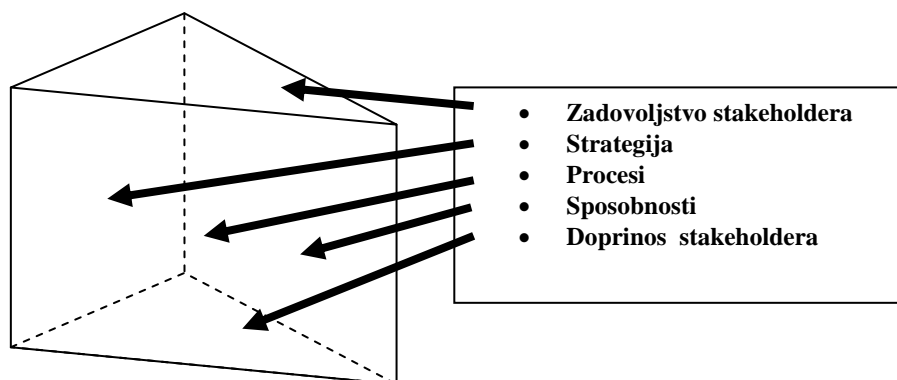 • Zadovoljstvo stakeholdera
• Strategija
• Procesi
• Sposobnosti
• Doprinos stakeholdera